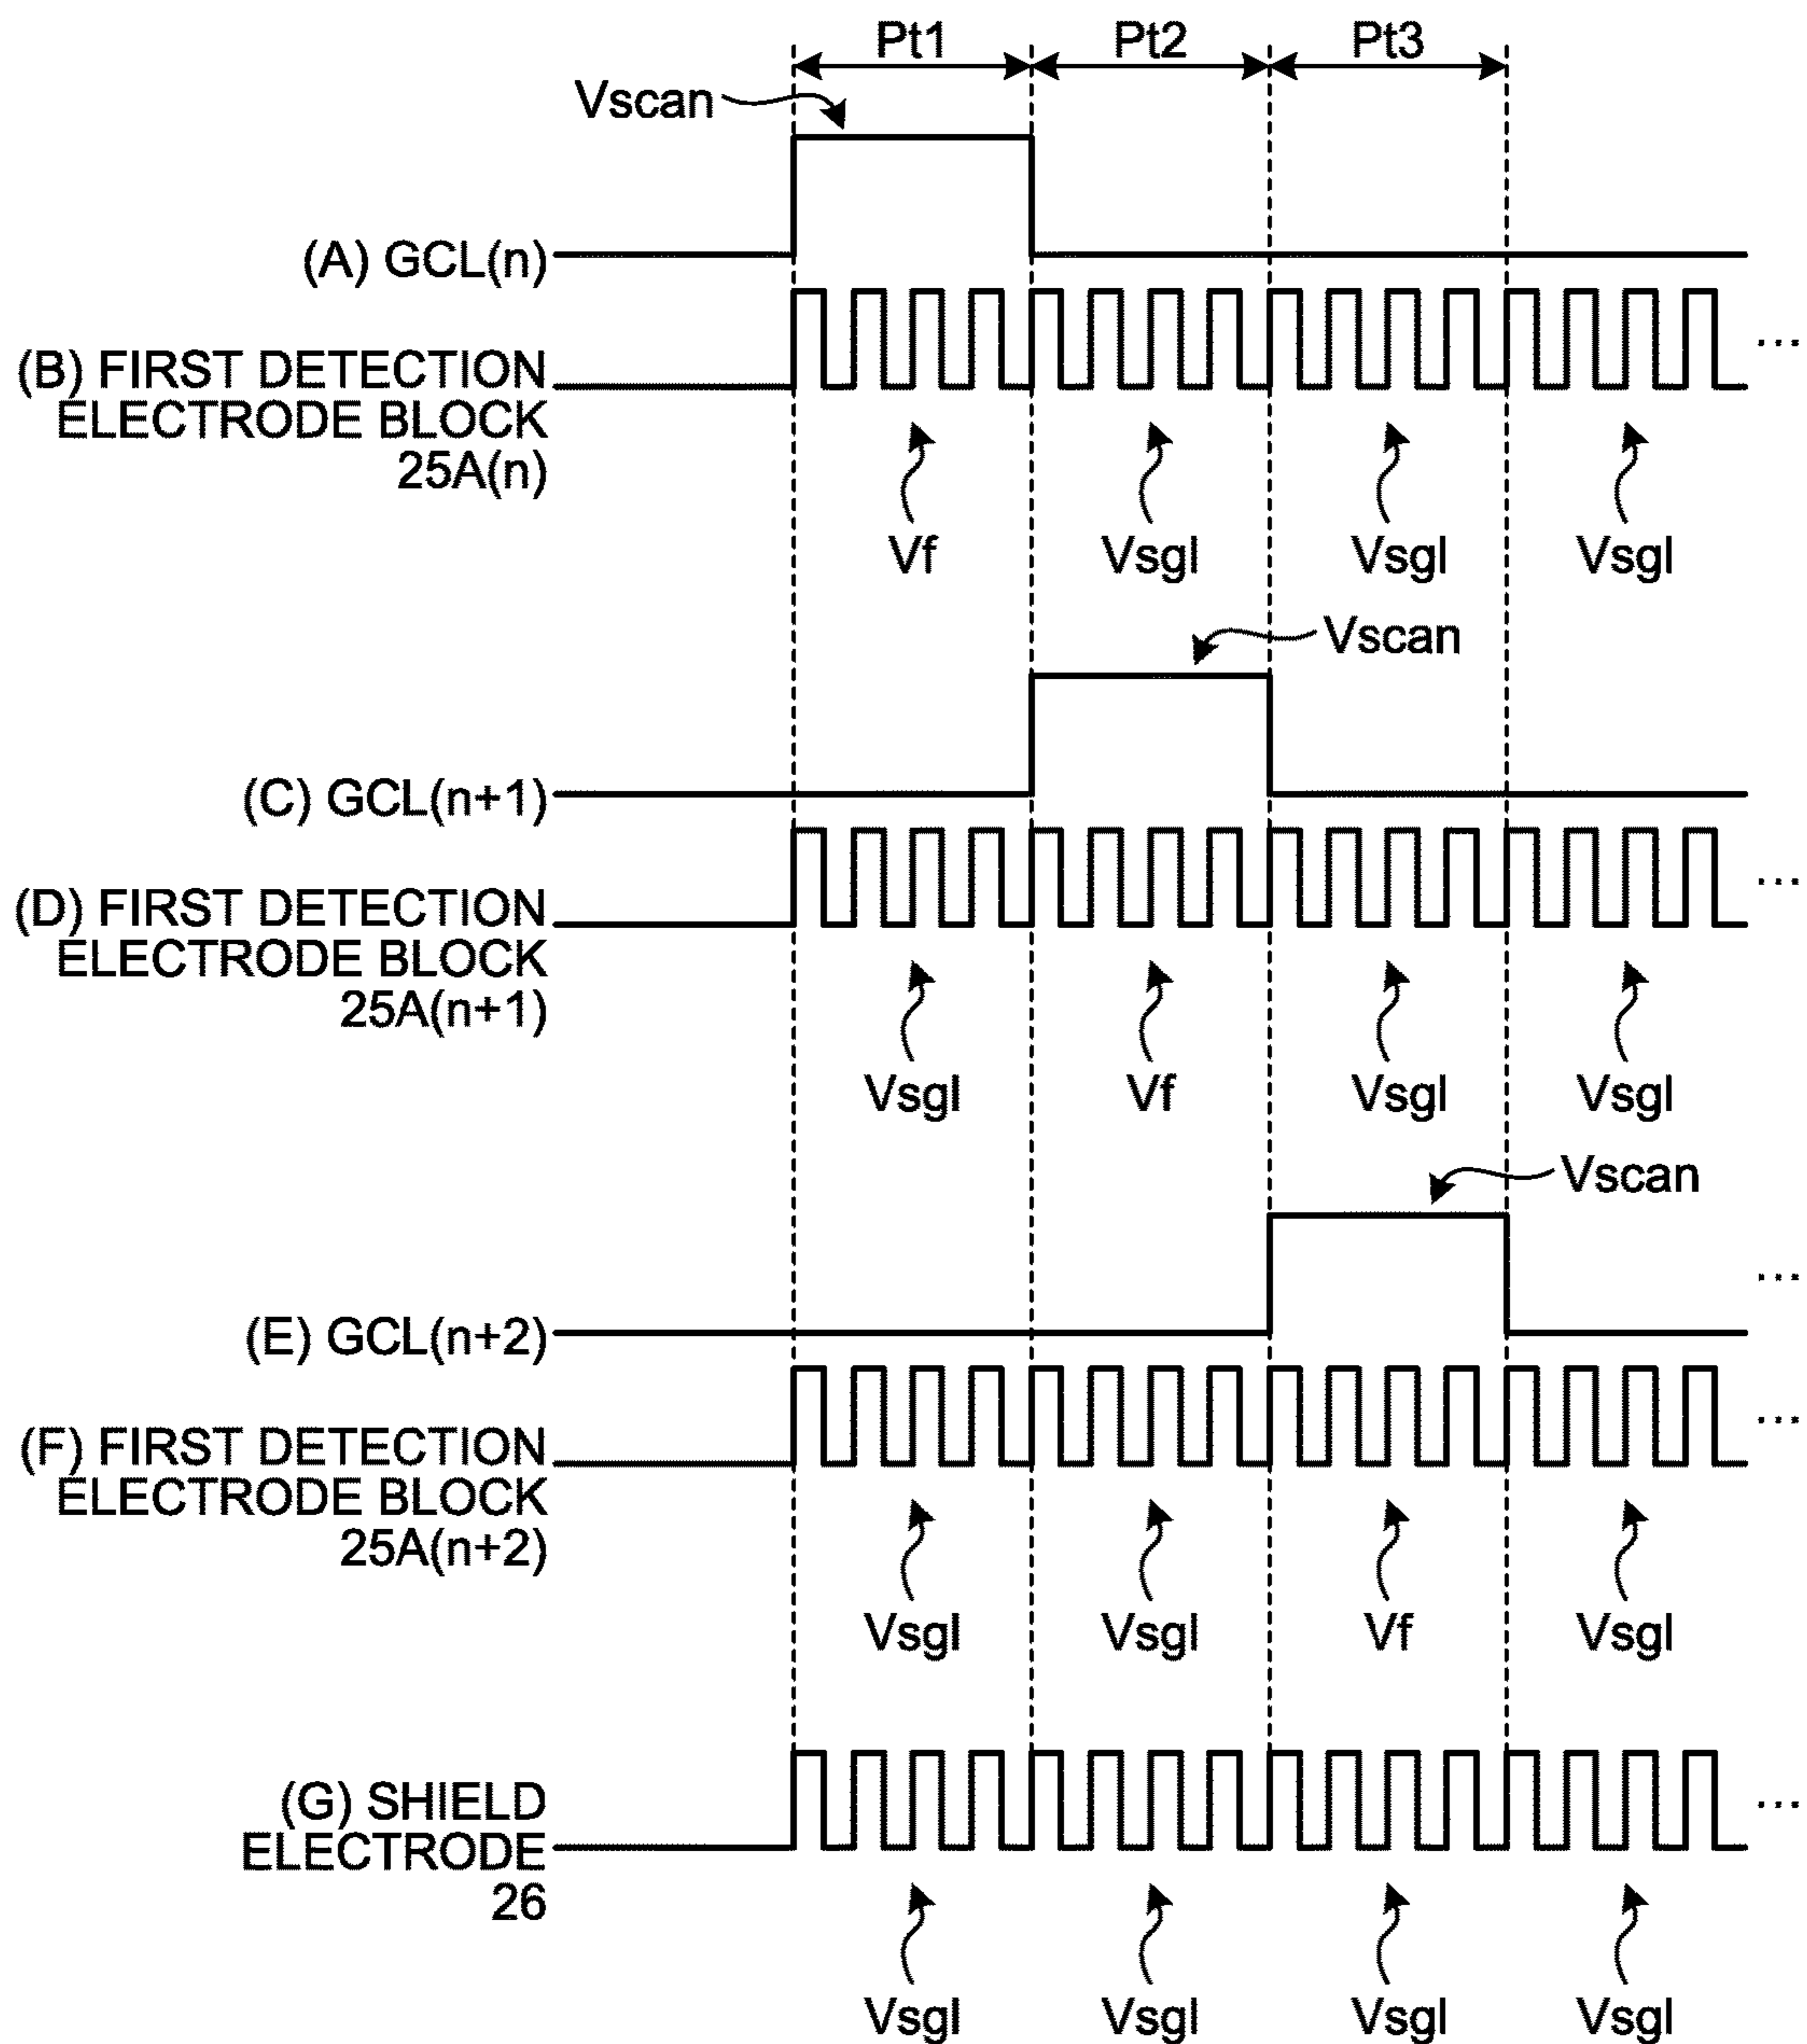 Pt1 Pt2 Pt3
Vscan
(A) GCL(n)
(B) FIRST DETECTION
ELECTRODE BLOCK
25A(n)
...
Vf Vsgl Vsgl Vsgl
Vscan
(C) GCL(n+1)
(D) FIRST DETECTION
ELECTRODE BLOCK
25A(n+1)
...
Vsgl Vf Vsgl Vsgl
Vscan
...
(E) GCL(n+2)
(F) FIRST DETECTION
ELECTRODE BLOCK
25A(n+2)
...
Vsgl Vsgl Vf Vsgl
(G) SHIELD
ELECTRODE
26
...
Vsgl Vsgl Vsgl Vsgl